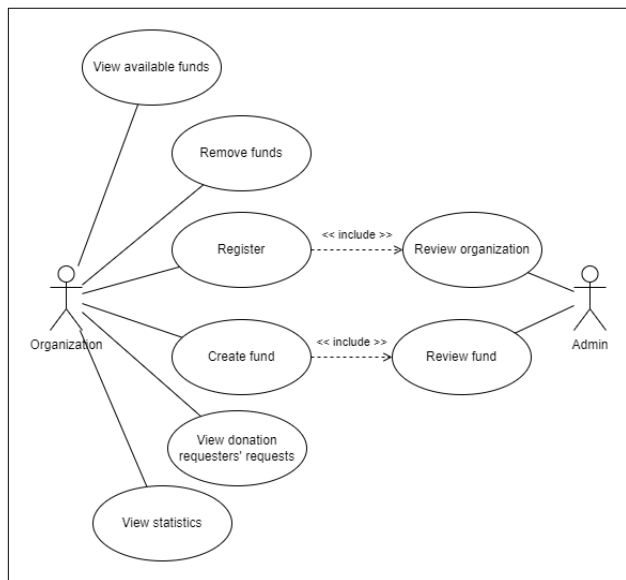 View available funds
Remove funds
<< include >>
Register
Review organization
Organization
Admin
<< include >>
Create fund
Review fund
View donation
requesters' requests
View statistics